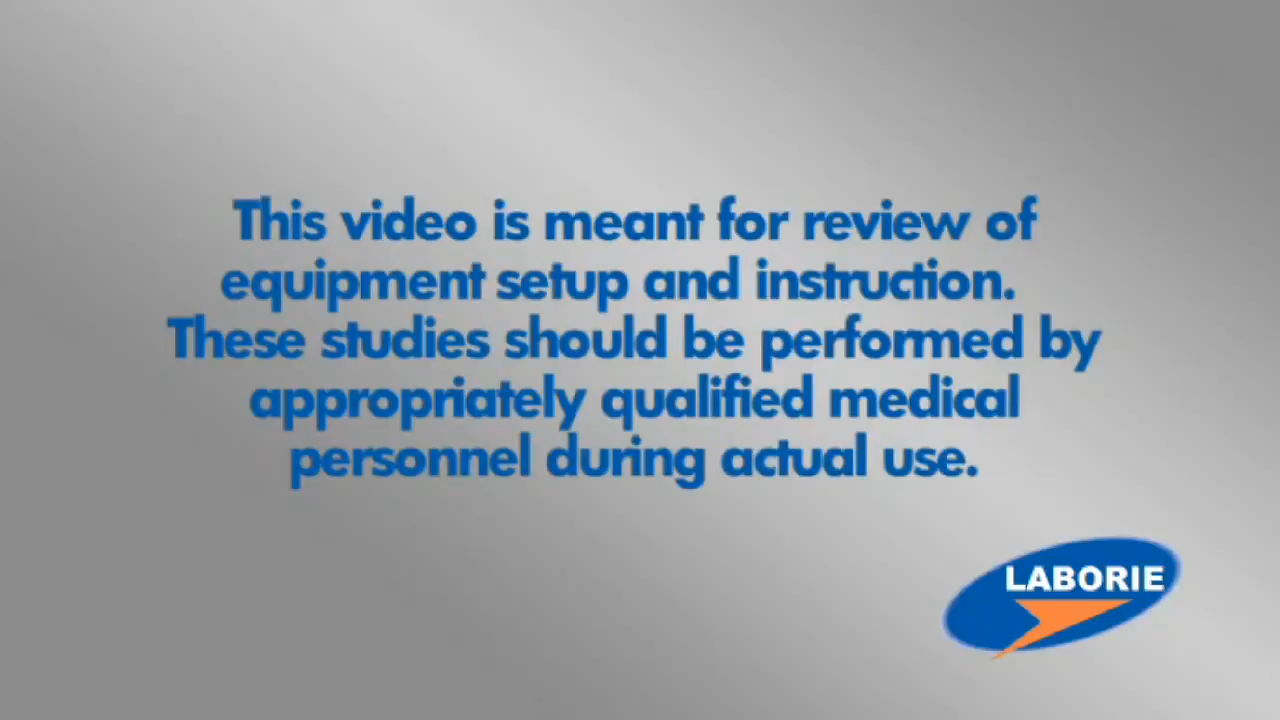 This video is meant for review of
equipment setup and instruction.
These studies should be performed by
appropriately qualified medical
personnel during actual use.
LABORIE